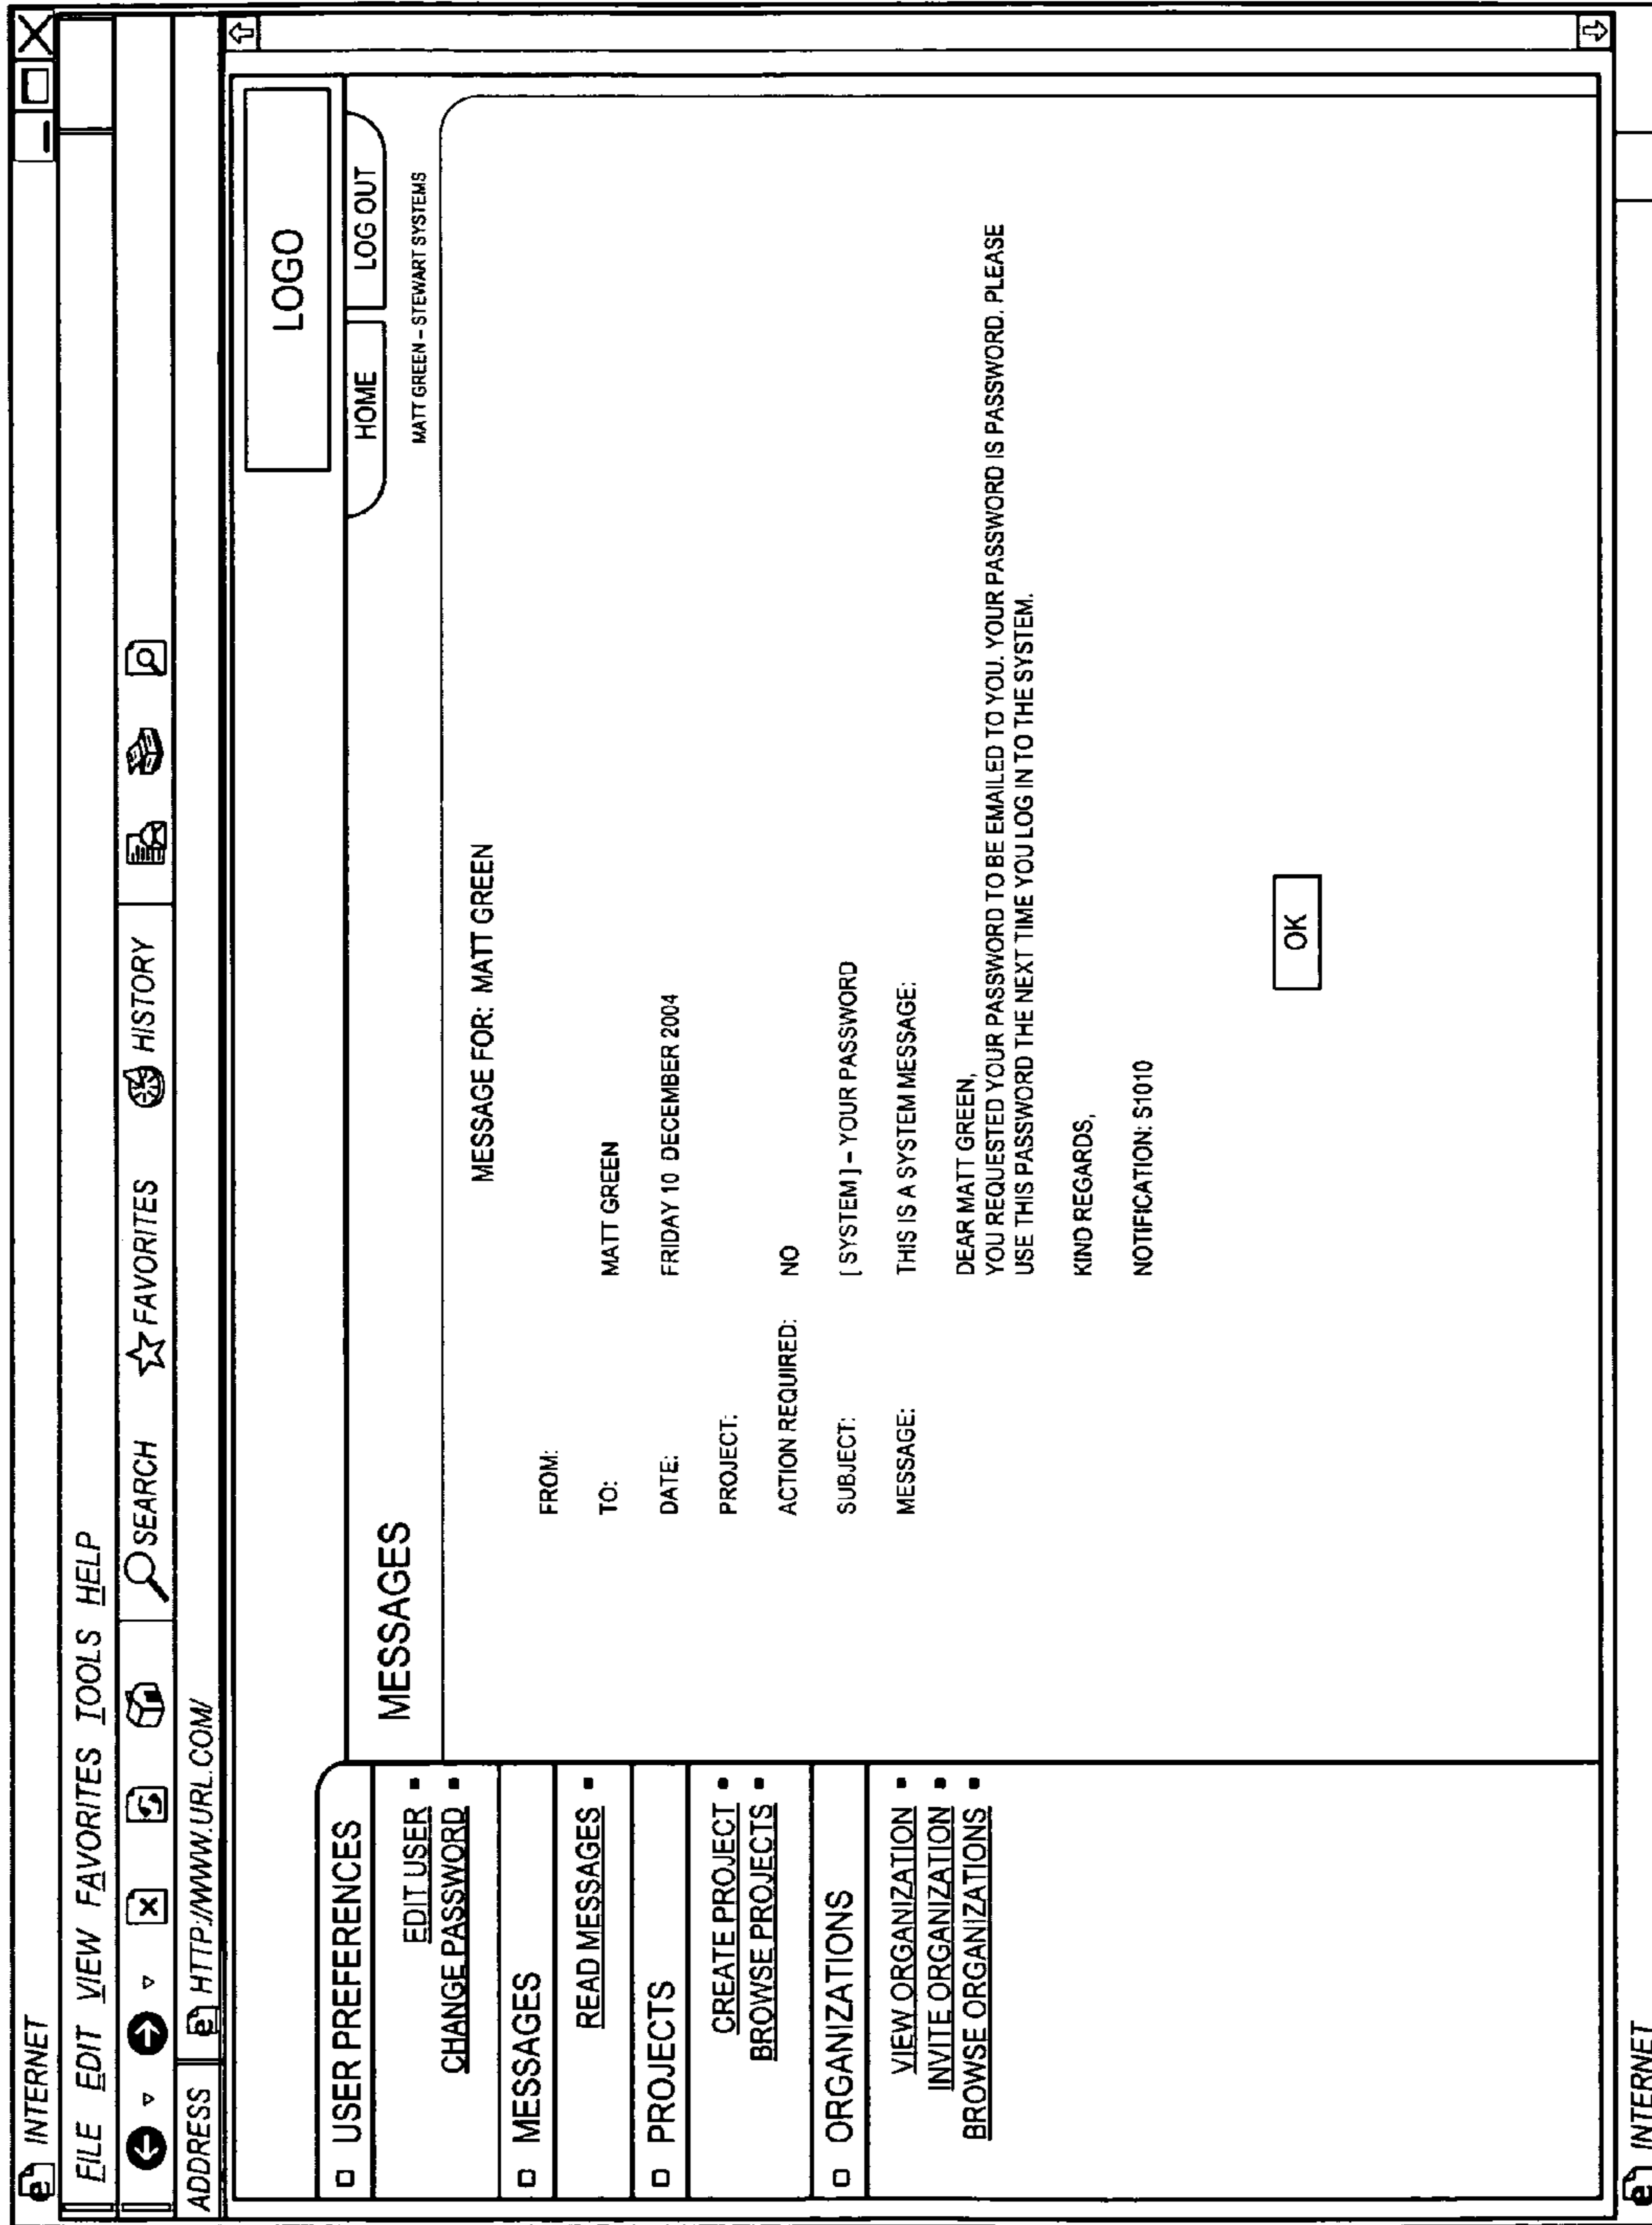 INTERNET
FILE EDIT VIEW FAVORITES TOOLS HELP
SEARCH FAVORITES HISTORY
ADDRESS HTTP://WWW.URL.COM/
LOGO
HOME LOG OUT
MESSAGES
MATT GREEN – STEWART SYSTEMS
USER PREFERENCES
EDIT USER
CHANGE PASSWORD
MESSAGES
READ MESSAGES
PROJECTS
CREATE PROJECT
BROWSE PROJECTS
ORGANIZATIONS
VIEW ORGANIZATION
INVITE ORGANIZATION
BROWSE ORGANIZATIONS
MESSAGE FOR: MATT GREEN
FROM:
TO: MATT GREEN
DATE: FRIDAY 10 DECEMBER 2004
PROJECT:
ACTION REQUIRED: NO
SUBJECT: [ SYSTEM ] – YOUR PASSWORD
MESSAGE: THIS IS A SYSTEM MESSAGE:
DEAR MATT GREEN,
YOU REQUESTED YOUR PASSWORD TO BE EMAILED TO YOU. YOUR PASSWORD IS PASSWORD. PLEASE
USE THIS PASSWORD THE NEXT TIME YOU LOG IN TO THE SYSTEM.
KIND REGARDS,
NOTIFICATION: S1010
OK
INTERNET